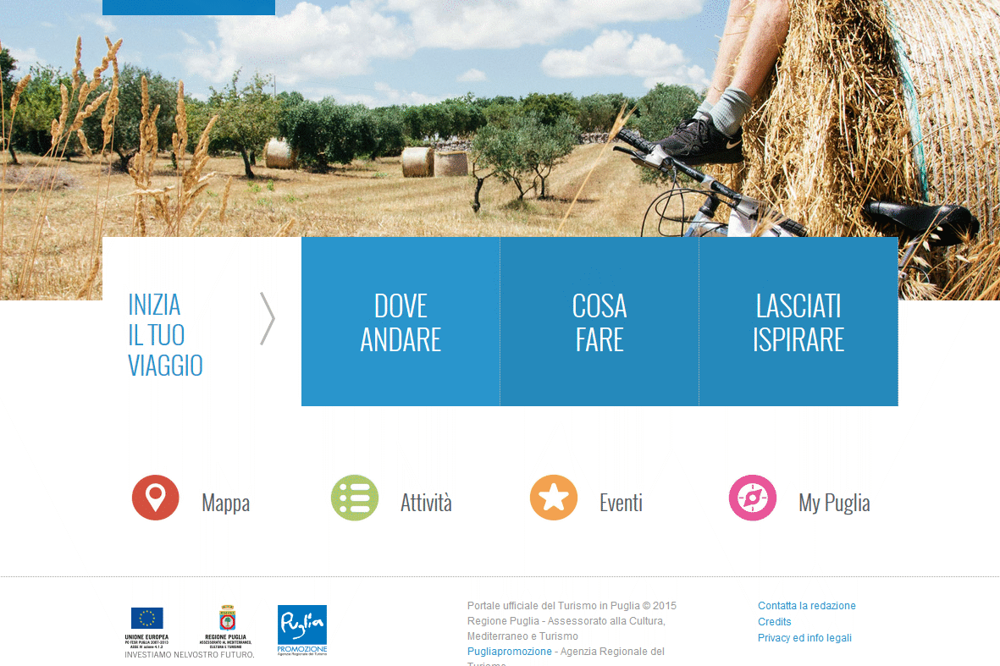 INIZIA
IL TUO
VIAGGIO
DOVE
ANDARE
COSA
FARE
LASCIATI
ISPIRARE
Mappa
Attività
Eventi
My Puglia
UNIONE EUROPEA
PO FESR PUGLIA 2007-2013
ASSE IV azione 4.1.2
REGIONE PUGLIA
ASSESSORATO AL MEDITERRANEO,
CULTURA E TURISMO
INVESTIAMO NELVOSTRO FUTURO.
Puglia
PROMOZIONE
Agenzia Regionale del Turismo
Portale ufficiale del Turismo in Puglia © 2015
Regione Puglia - Assessorato alla Cultura,
Mediterraneo e Turismo
Pugliapromozione - Agenzia Regionale del
Turismo
Contatta la redazione
Credits
Privacy ed info legali